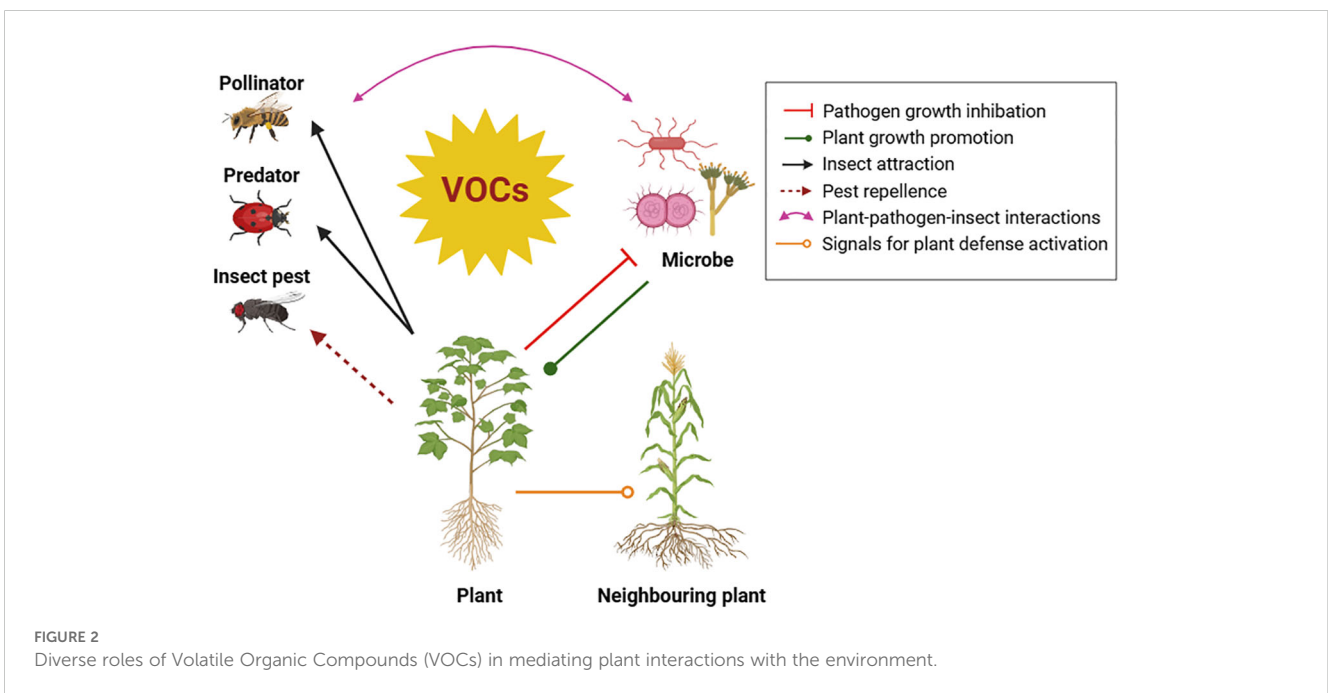 Pollinator
Predator
Insect pest
VOCs
Microbe
Pathogen growth inhibation
Plant growth promotion
Insect attraction
Pest repellence
Plant-pathogen-insect interactions
Signals for plant defense activation
Plant
Neighbouring plant
FIGURE 2
Diverse roles of Volatile Organic Compounds (VOCs) in mediating plant interactions with the environment.